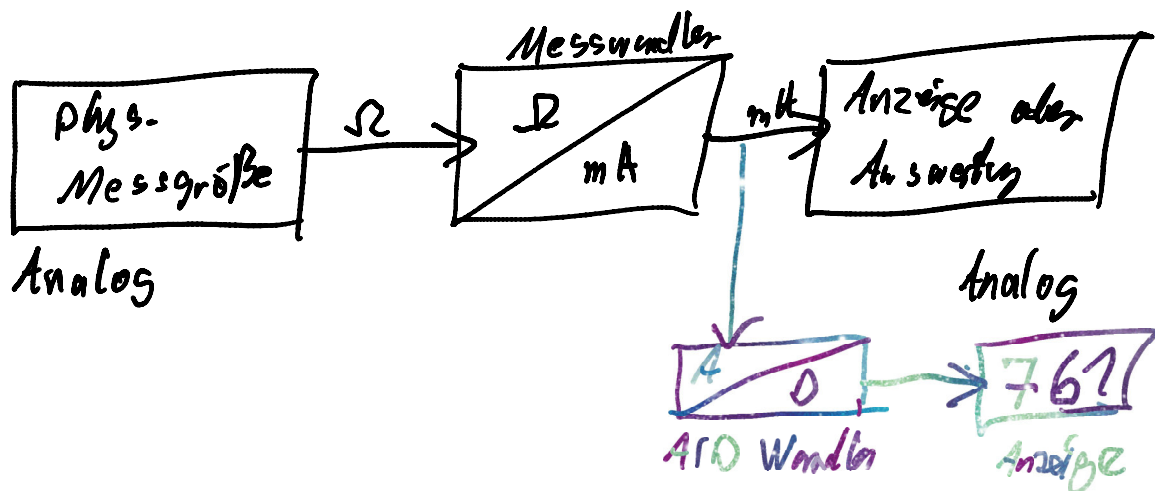 Messwandler
phys.
Messgröße
Ω
Ω
mA
mA
Anzeige oder
Auswertung
Analog
Analog
A
D
761
A/D Wandler
Anzeige